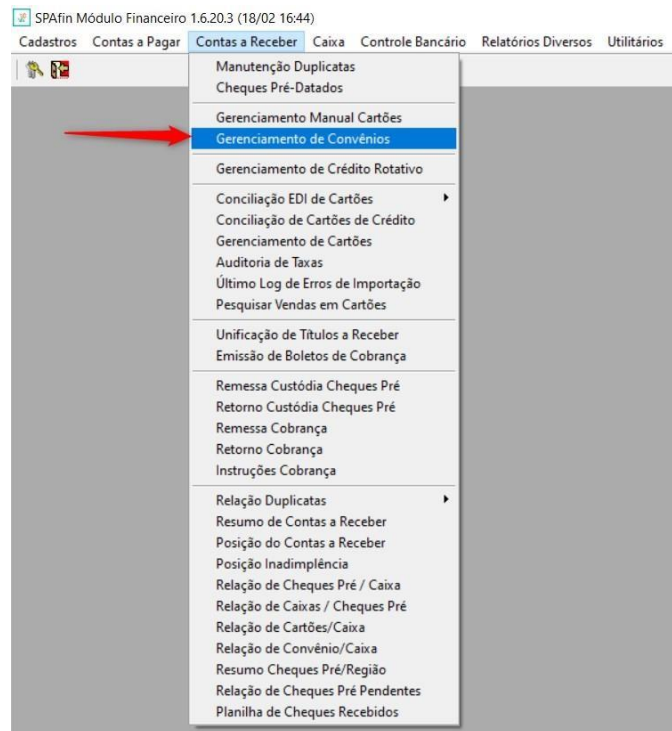 SPAfin Módulo Financeiro 1.6.20.3 (18/02 16:44)
Cadastros Contas a Pagar Contas a Receber Caixa Controle Bancário Relatórios Diversos Utilitários
Manutenção Duplicatas
Cheques Pré-Datados
Gerenciamento Manual Cartões
Gerenciamento de Convênios
Gerenciamento de Crédito Rotativo
Conciliação EDI de Cartões
Conciliação de Cartões de Crédito
Gerenciamento de Cartões
Auditoria de Taxas
Último Log de Erros de Importação
Pesquisar Vendas em Cartões
Unificação de Títulos a Receber
Emissão de Boletos de Cobrança
Remessa Custódia Cheques Pré
Retorno Custódia Cheques Pré
Remessa Cobrança
Retorno Cobrança
Instruções Cobrança
Relação Duplicatas
Resumo de Contas a Receber
Posição do Contas a Receber
Posição Inadimplência
Relação de Cheques Pré / Caixa
Relação de Caixas / Cheques Pré
Relação de Cartões/Caixa
Relação de Convênio/Caixa
Resumo Cheques Pré/Região
Relação de Cheques Pré Pendentes
Planilha de Cheques Recebidos